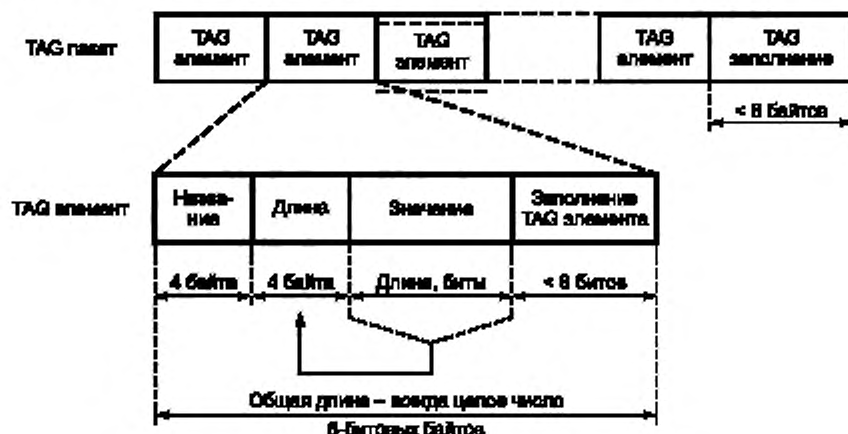 TAG пакет
TAG элемент
TAG элемент
TAG элемент
TAG элемент
TAG заполнение
< 8 байтов
TAG элемент
Назва-
ние
Длина
Значение
Заполнение
TAG элемента
4 байта
4 байта
Длина, биты
< 8 битов
Общая длина – всегда целое число
8-битовых байтов